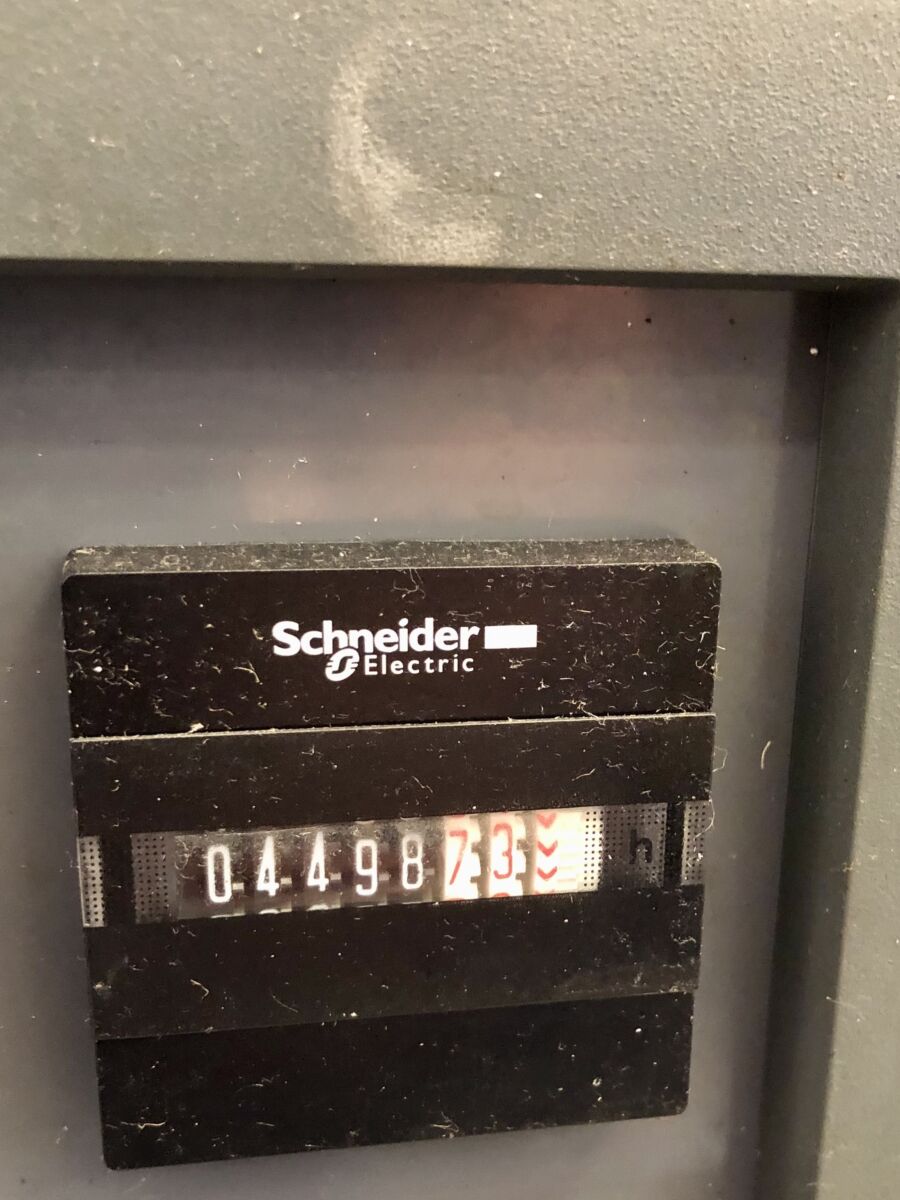 Schneider
Electric
0449873 h